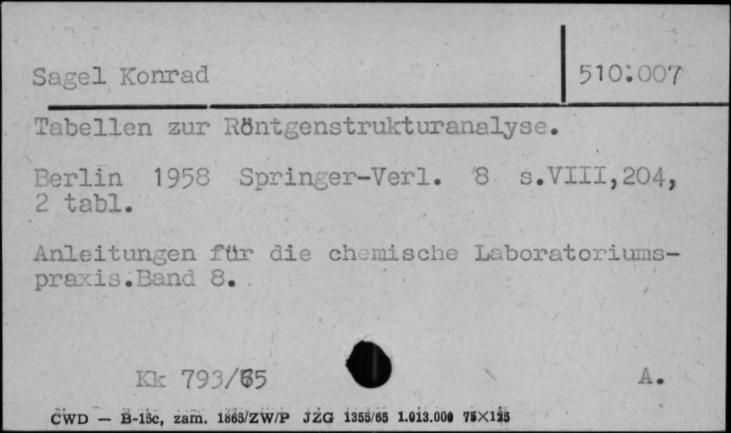 Sagel Konrad
510:007
Tabellen zur Röntgenstrukturanalyse.
Berlin 1958 Springer-Verl. 8 s.VIII,204,
2 tabl.
Anleitungen für die chemische Laboratoriums-
praxis.Band 8.
Kk 793/65
A.
CWD — B-15c, zam. 1865/ZW/P JZG 1355/65 1.013.000 75×125